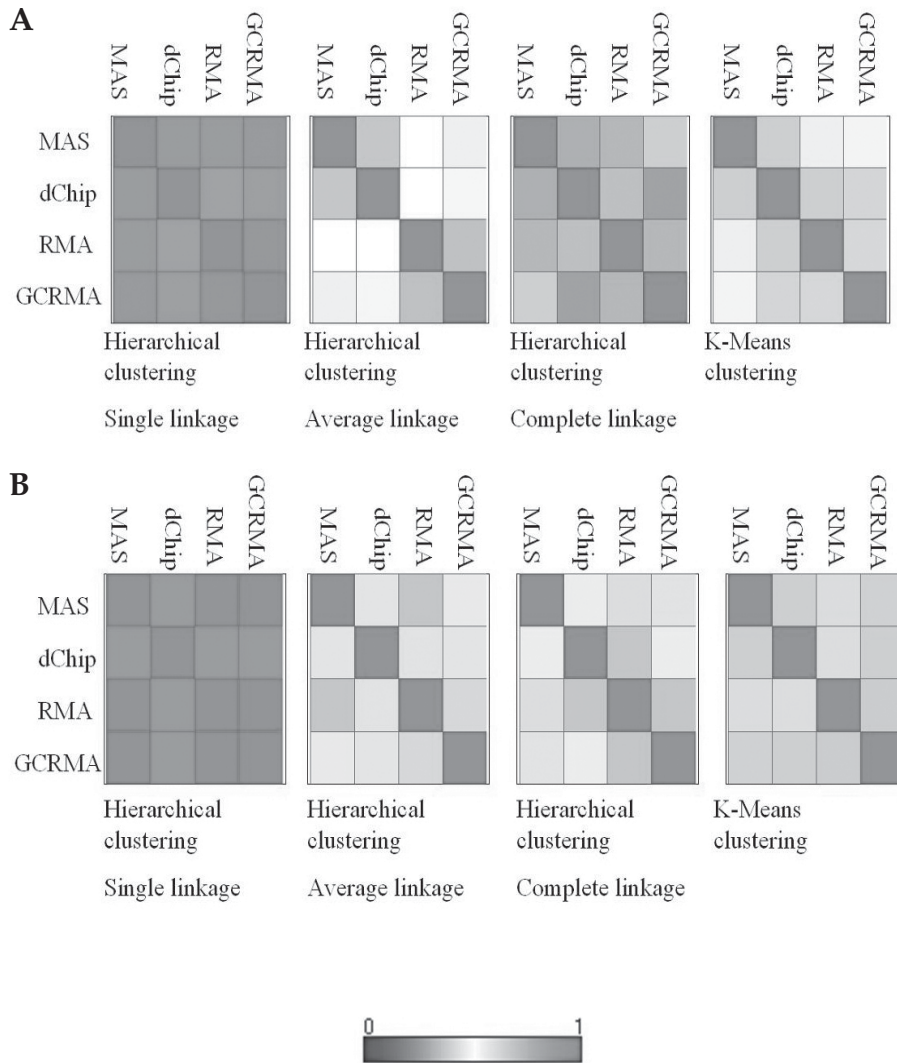 A
MAS dChip RMA GCRMA MAS dChip RMA GCRMA MAS dChip RMA GCRMA MAS dChip RMA GCRMA
MAS
dChip
RMA
GCRMA
Hierarchical clustering Hierarchical clustering Hierarchical clustering K-Means clustering
Single linkage Average linkage Complete linkage
B
MAS dChip RMA GCRMA MAS dChip RMA GCRMA MAS dChip RMA GCRMA MAS dChip RMA GCRMA
MAS
dChip
RMA
GCRMA
Hierarchical clustering Hierarchical clustering Hierarchical clustering K-Means clustering
Single linkage Average linkage Complete linkage
0 1